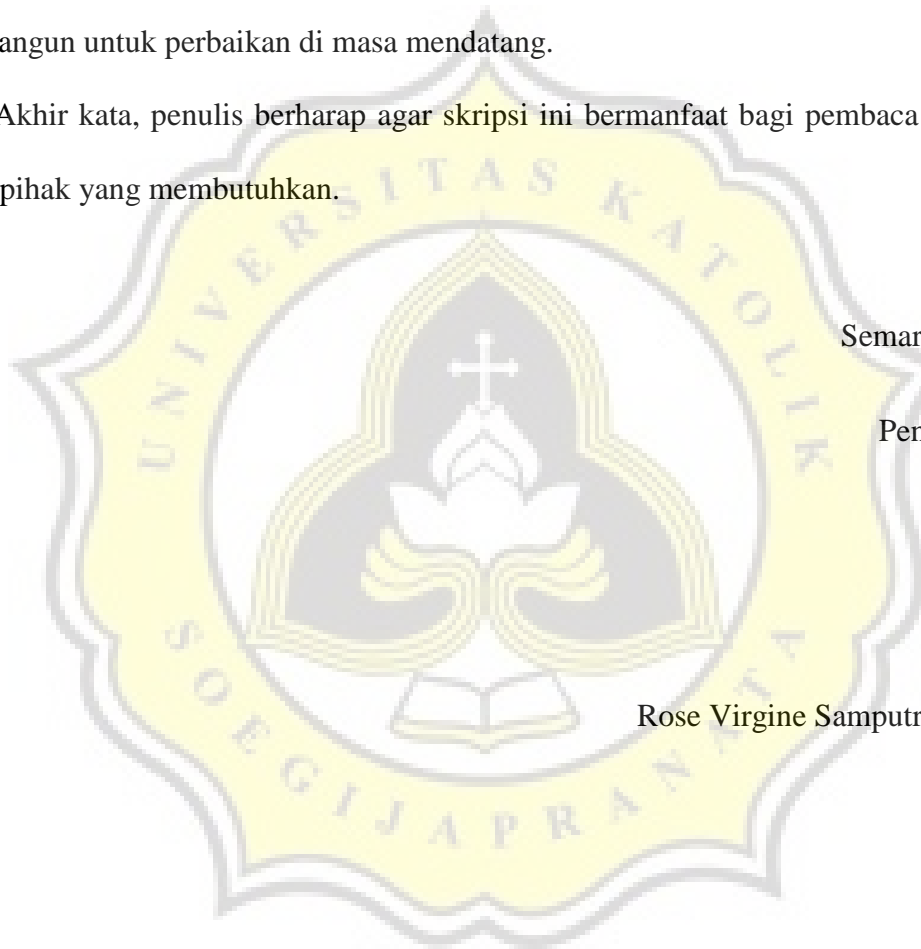 angun untuk perbaikan di masa mendatang.
Akhir kata, penulis berharap agar skripsi ini bermanfaat bagi pembaca
pihak yang membutuhkan.
Semar
Pen
Rose Virgine Samputr
UNIVERSITAS KATOLIK
SOEGIJAPRANATA